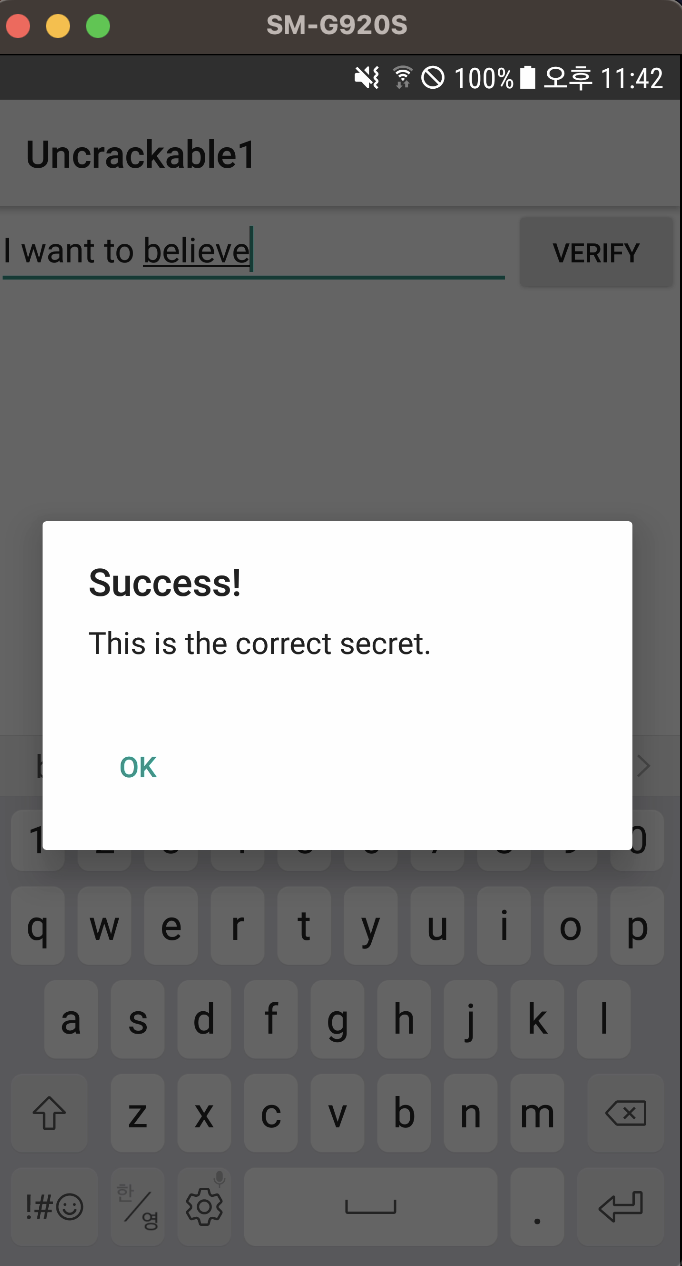 SM-G920S
100% 오후 11:42
Uncrackable1
I want to believe
VERIFY
Success!
This is the correct secret.
OK
q w e r t y u i o p
a s d f g h j k l
z x c v b n m
!#☺ 한/영 .